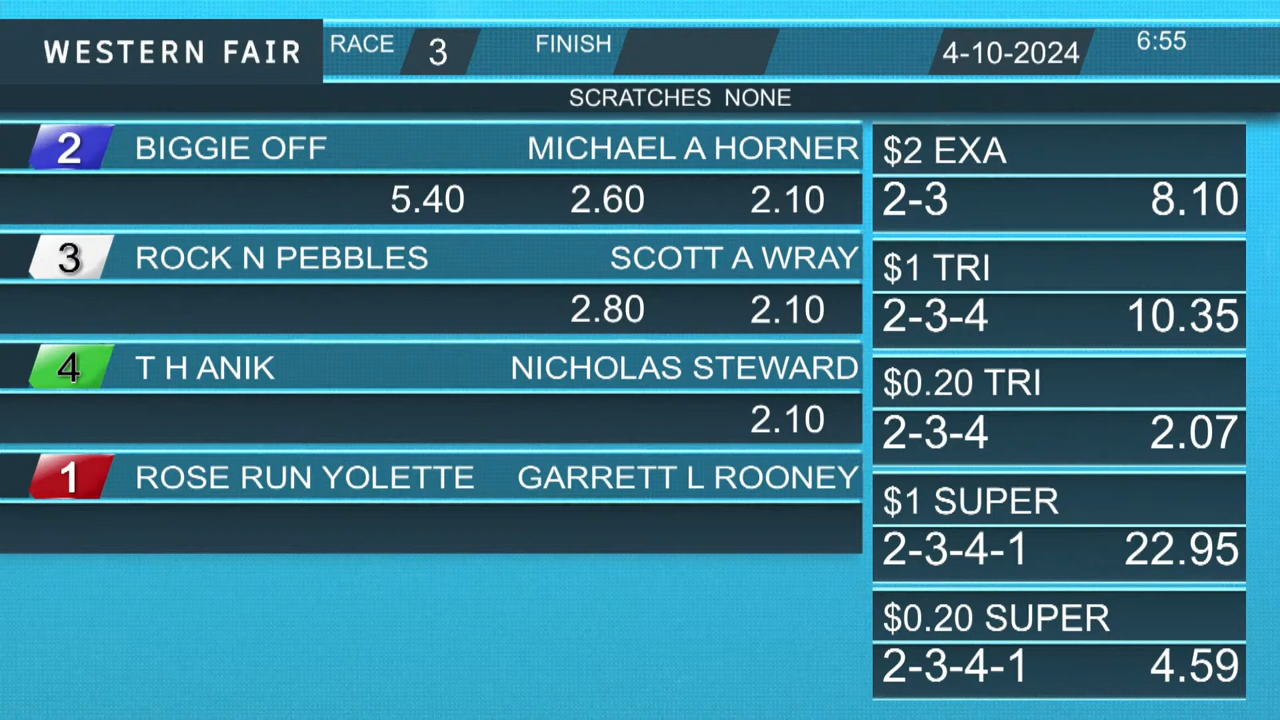 WESTERN FAIR RACE 3 FINISH 4-10-2024 6:55
SCRATCHES NONE
2 BIGGIE OFF MICHAEL A HORNER
5.40 2.60 2.10
3 ROCK N PEBBLES SCOTT A WRAY
2.80 2.10
4 T H ANIK NICHOLAS STEWARD
2.10
1 ROSE RUN YOLETTE GARRETT L ROONEY
$2 EXA
2-3 8.10
$1 TRI
2-3-4 10.35
$0.20 TRI
2-3-4 2.07
$1 SUPER
2-3-4-1 22.95
$0.20 SUPER
2-3-4-1 4.59